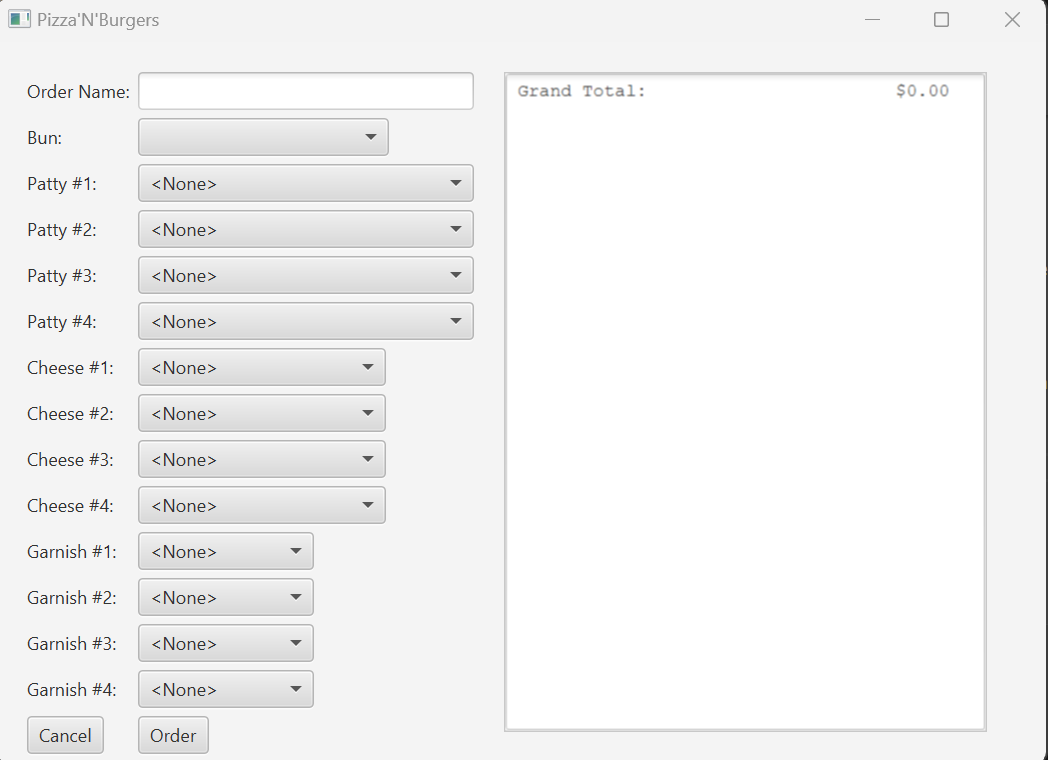 Pizza'N'Burgers
Order Name:
Bun:
Patty #1: <None>
Patty #2: <None>
Patty #3: <None>
Patty #4: <None>
Cheese #1: <None>
Cheese #2: <None>
Cheese #3: <None>
Cheese #4: <None>
Garnish #1: <None>
Garnish #2: <None>
Garnish #3: <None>
Garnish #4: <None>
Cancel Order
Grand Total: $0.00